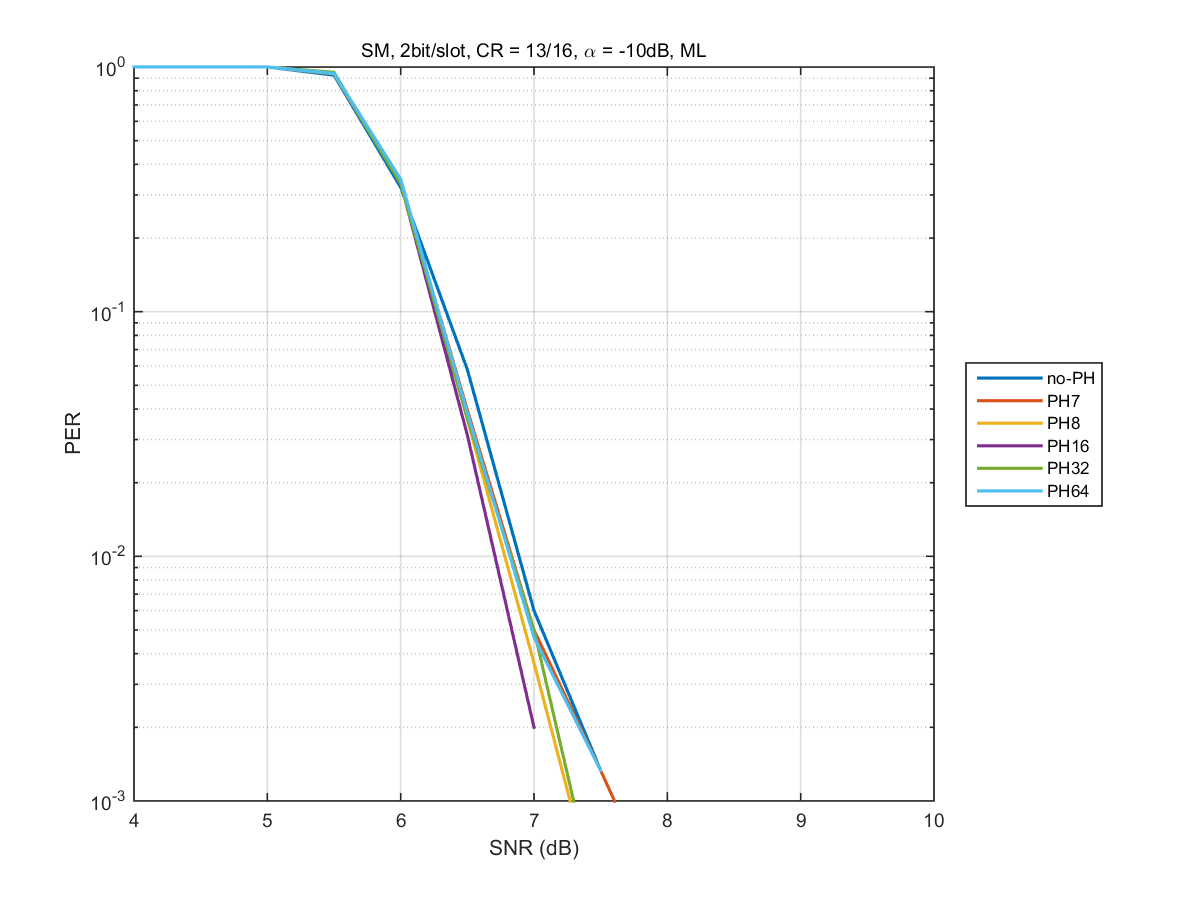 SM, 2bit/slot, CR = 13/16, α = -10dB, ML
10^0
10^-1
10^-2
10^-3
PER
4 5 6 7 8 9 10
SNR (dB)
no-PH
PH7
PH8
PH16
PH32
PH64